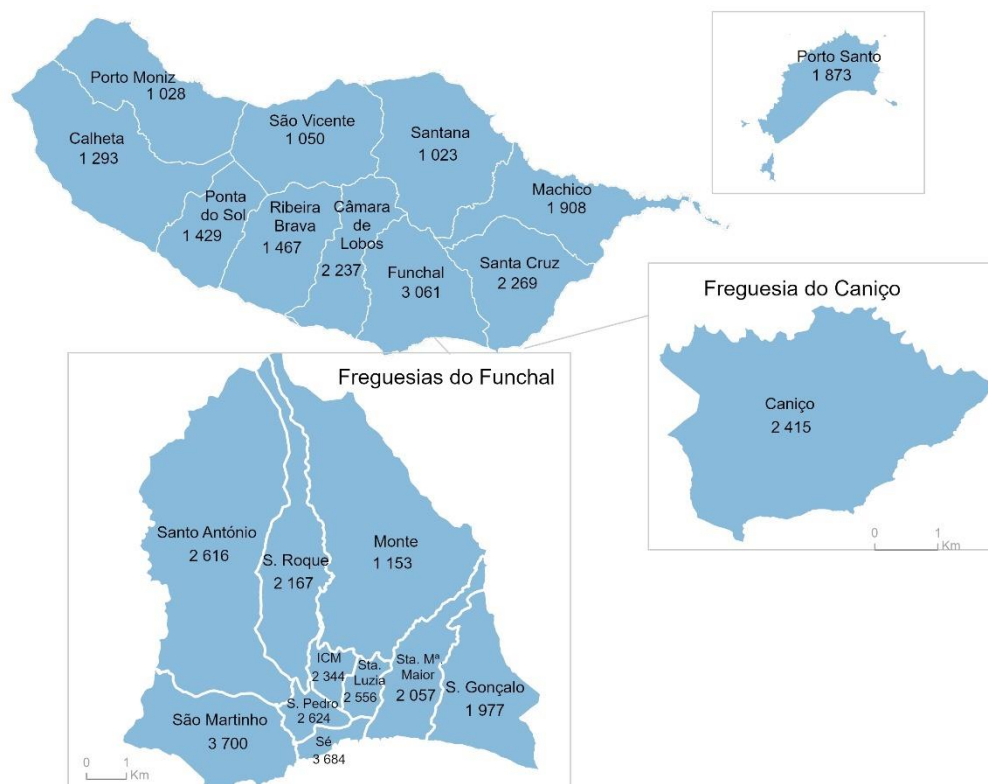 Porto Santo
1 873
Porto Moniz
1 028
São Vicente
1 050
Santana
1 023
Calheta
1 293
Machico
1 908
Ponta
do Sol
1 429
Ribeira
Brava
1 467
Câmara
de
Lobos
2 237
Funchal
3 061
Santa Cruz
2 269
Freguesia do Caniço
Caniço
2 415
0 1
Km
Freguesias do Funchal
Santo António
2 616
S. Roque
2 167
Monte
1 153
ICM
2 344
Sta.
Luzia
2 556
Sta. Mª
Maior
2 057
S. Gonçalo
1 977
S. Pedro
2 624
São Martinho
3 700
Sé
3 684
0 1
Km